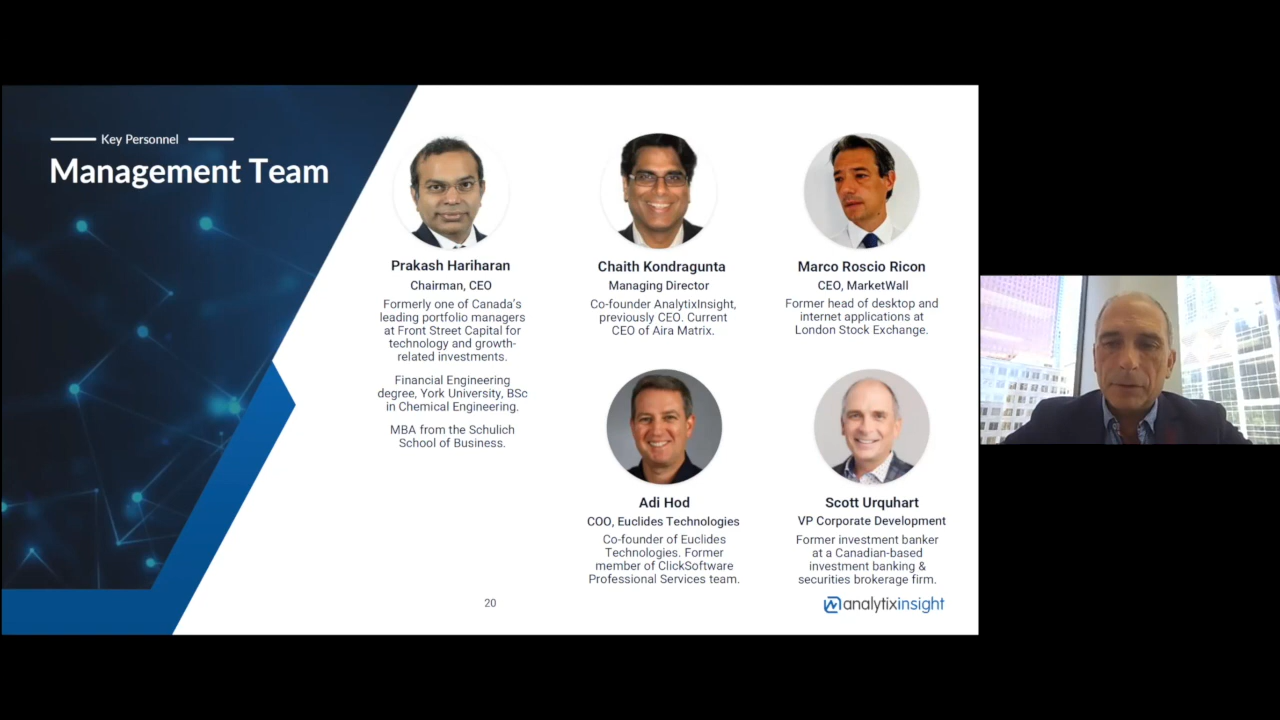 Key Personnel
Management Team
Prakash Hariharan
Chairman, CEO
Formerly one of Canada's
leading portfolio managers
at Front Street Capital for
technology and growth-
related investments.
Financial Engineering
degree, York University, BSc
in Chemical Engineering.
MBA from the Schulich
School of Business.
Chaith Kondragunta
Managing Director
Co-founder AnalytixInsight,
previously CEO. Current
CEO of Aira Matrix.
Marco Roscio Ricon
CEO, MarketWall
Former head of desktop and
internet applications at
London Stock Exchange.
Adi Hod
COO, Euclides Technologies
Co-founder of Euclides
Technologies. Former
member of ClickSoftware
Professional Services team.
Scott Urquhart
VP Corporate Development
Former investment banker
at a Canadian-based
investment banking &
securities brokerage firm.
20
analytixinsight